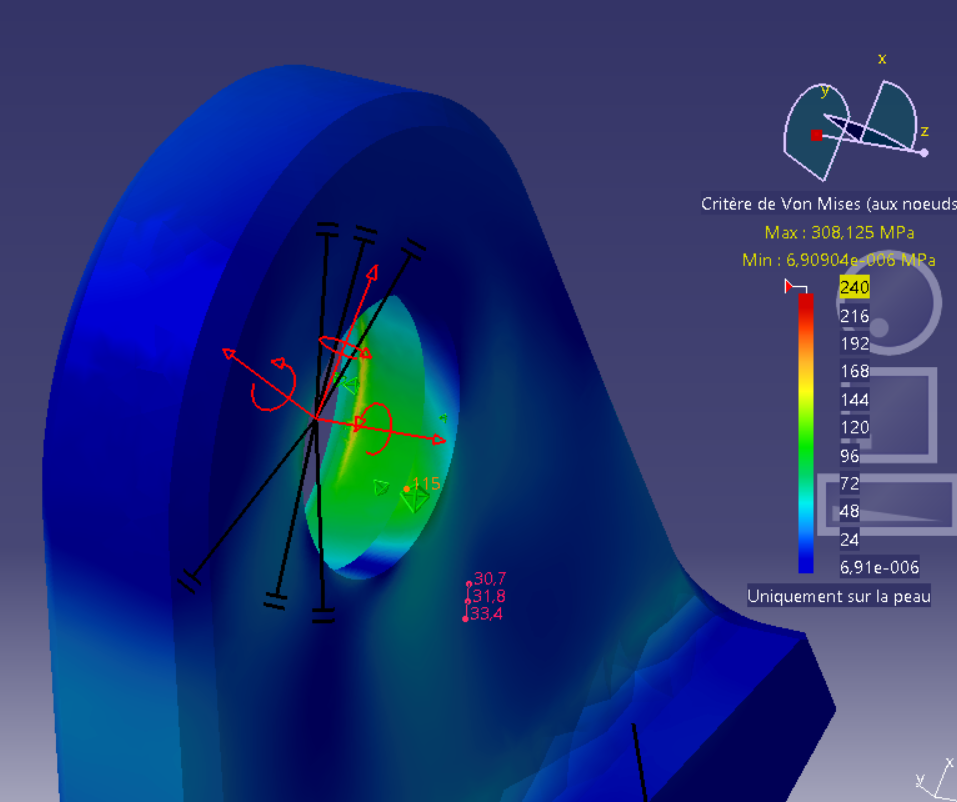 x
y
z
Critère de Von Mises (aux noeuds
Max : 308,125 MPa
Min : 6,90904e-006 MPa
240
216
192
168
144
120
96
72
48
24
6,91e-006
Uniquement sur la peau
115
30,7
31,8
33,4
x
y